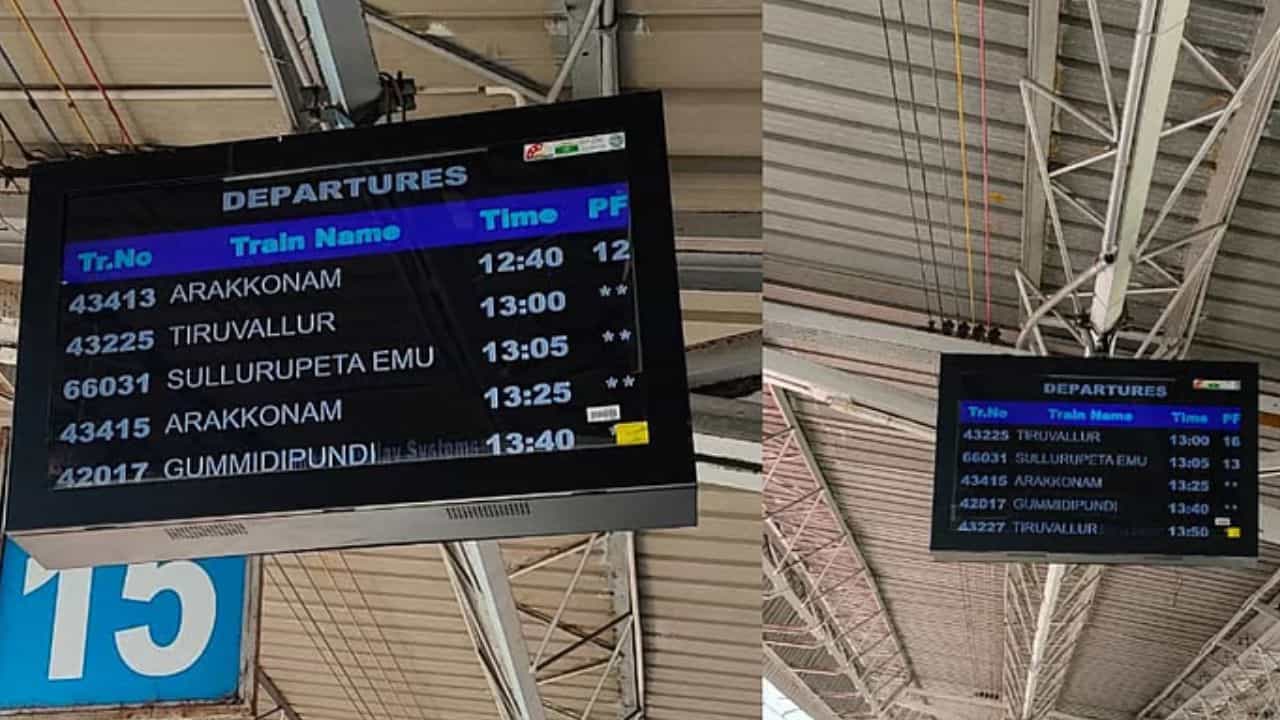 DEPARTURES
Tr.No Train Name Time PF
43413 ARAKKONAM 12:40 12
43225 TIRUVALLUR 13:00 **
66031 SULLURUPETA EMU 13:05 **
43415 ARAKKONAM 13:25 **
42017 GUMMIDIPUNDI 13:40
15
DEPARTURES
Tr.No Train Name Time PF
43225 TIRUVALLUR 13:00 16
66031 SULLURUPETA EMU 13:05 13
43415 ARAKKONAM 13:25 **
42017 GUMMIDIPUNDI 13:40 **
43227 TIRUVALLUR 13:50